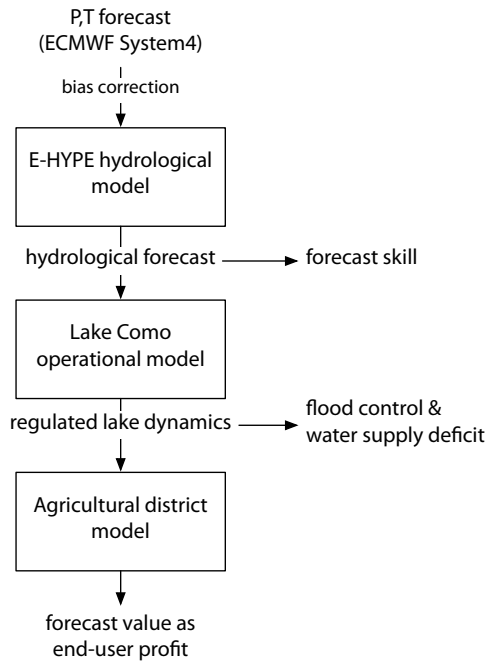 P,T forecast
(ECMWF System4)
bias correction
E-HYPE hydrological
model
hydrological forecast
forecast skill
Lake Como
operational model
regulated lake dynamics
flood control &
water supply deficit
Agricultural district
model
forecast value as
end-user profit